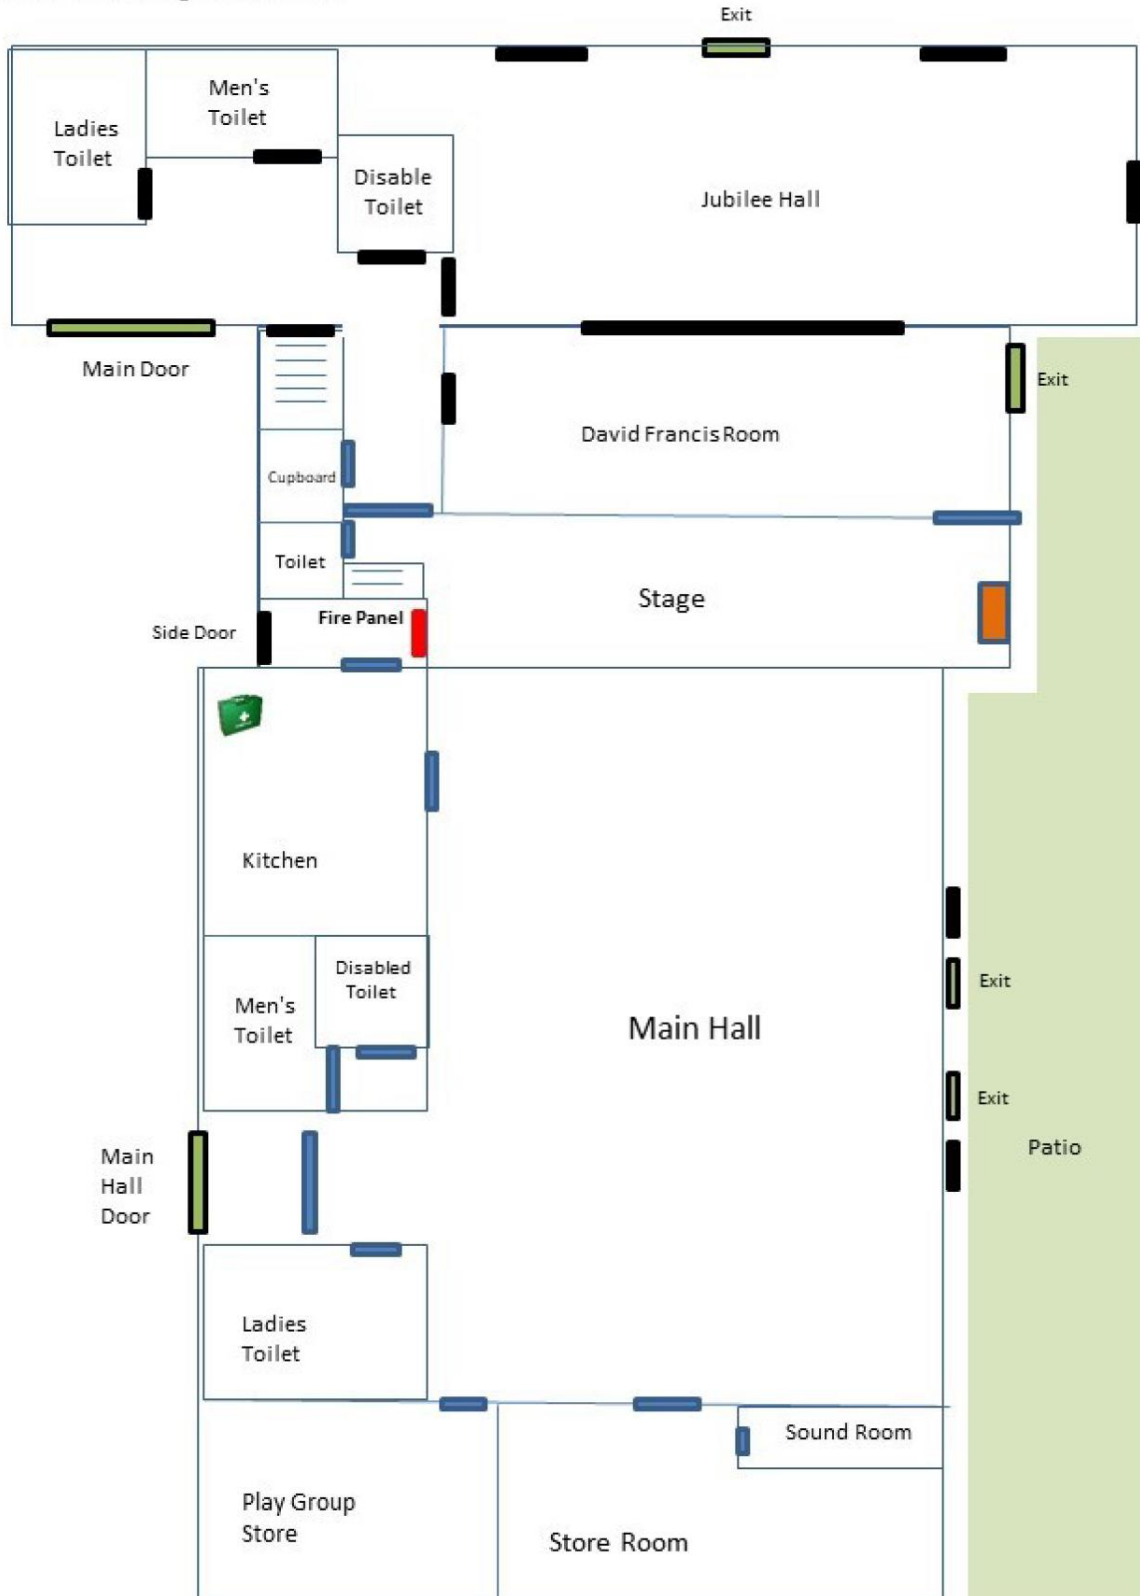 Exit
Men's
Toilet
Ladies
Toilet
Disable
Toilet
Jubilee Hall
Main Door
Exit
David Francis Room
Cupboard
Toilet
Stage
Fire Panel
Side Door
Kitchen
Disabled
Toilet
Men's
Toilet
Main Hall
Exit
Exit
Patio
Main
Hall
Door
Ladies
Toilet
Sound Room
Play Group
Store
Store Room